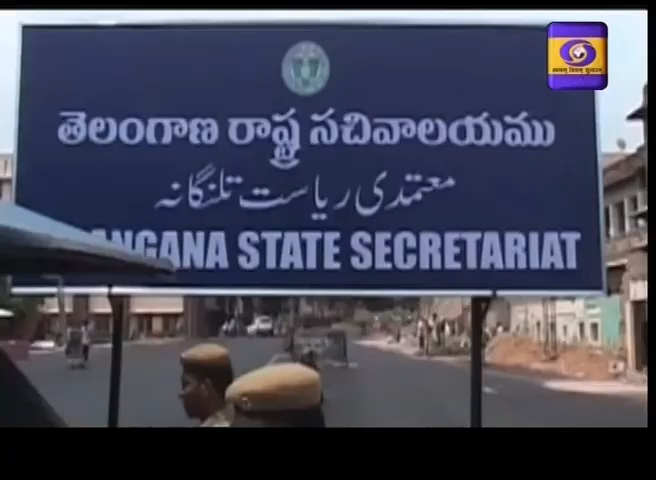 తెలంగాణ రాష్ట్ర సచివాలయము
معتمدی ریاست تلنگانہ
ANGANA STATE SECRETARIAT